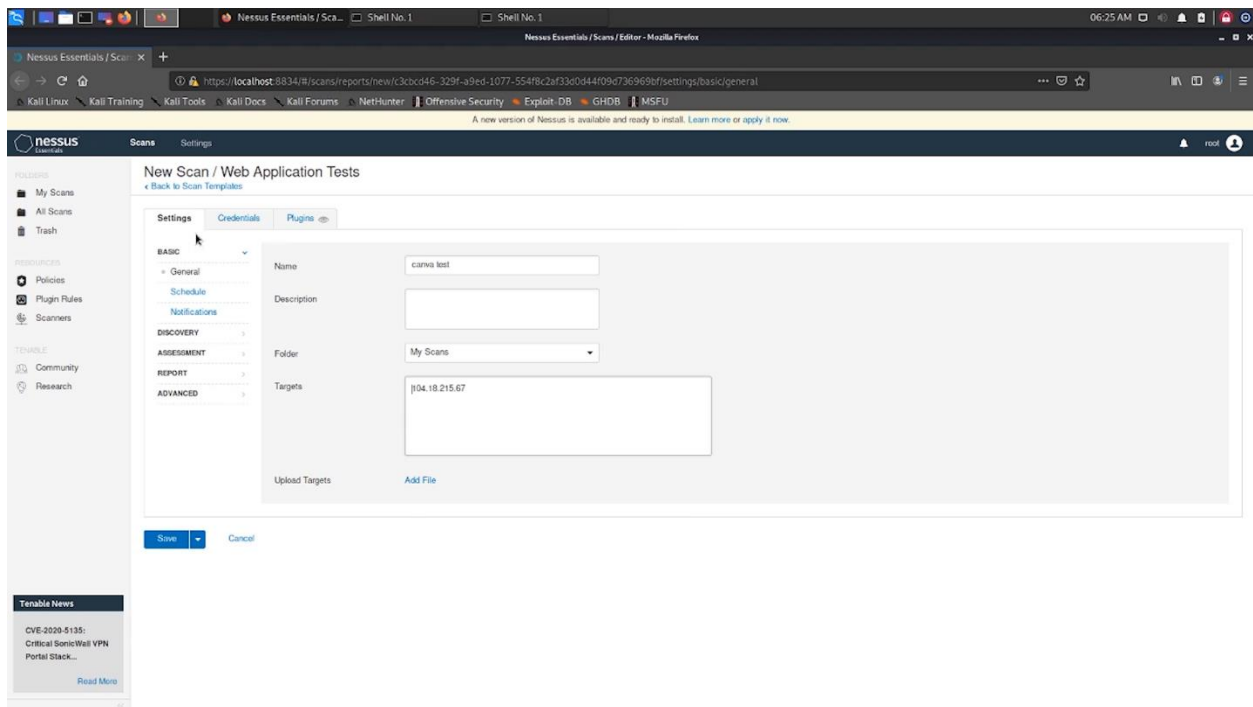 Nessus Essentials / Sca... Shell No. 1 Shell No. 1 06:25 AM
Nessus Essentials / Scans / Editor - Mozilla Firefox
Nessus Essentials / Scan
https://localhost:8834/#/scans/reports/new/c3cbcd46-329f-a9ed-1077-554f8c2af33d0d44f09d736969bf/settings/basic/general
Kali Linux Kali Training Kali Tools Kali Docs Kali Forums NetHunter Offensive Security Exploit-DB GHDB MSFU
A new version of Nessus is available and ready to install. Learn more or apply it now.
nessus Essentials Scans Settings root
FOLDERS
My Scans
All Scans
Trash
RESOURCES
Policies
Plugin Rules
Scanners
TENABLE
Community
Research
New Scan / Web Application Tests
‹ Back to Scan Templates
Settings Credentials Plugins
BASIC
General
Schedule
Notifications
DISCOVERY
ASSESSMENT
REPORT
ADVANCED
Name canva test
Description
Folder My Scans
Targets 104.18.215.67
Upload Targets Add File
Save Cancel
Tenable News
CVE-2020-5135:
Critical SonicWall VPN
Portal Stack...
Read More